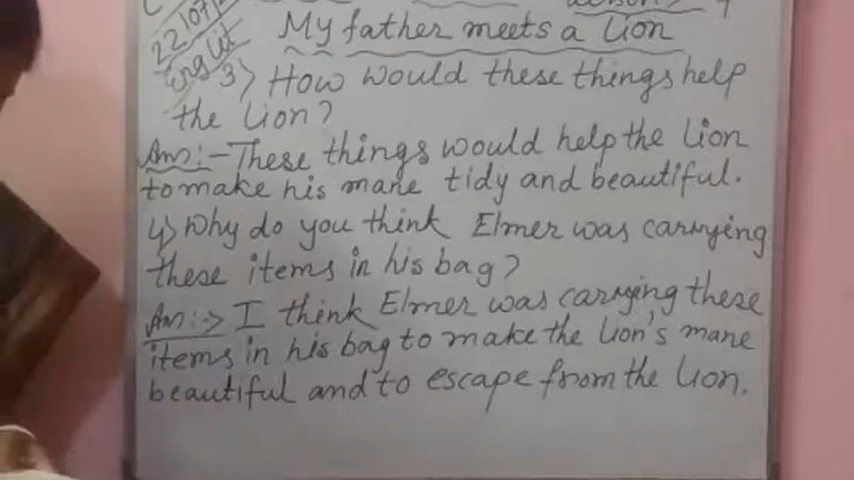 22/07/
English
My father meets a Lion
3) How would these things help
the Lion?
Ans:- These things would help the Lion
to make his mane tidy and beautiful.
4) Why do you think Elmer was carrying
these items in his bag?
Ans:-> I think Elmer was carrying these
items in his bag to make the Lion's mane
beautiful and to escape from the Lion.